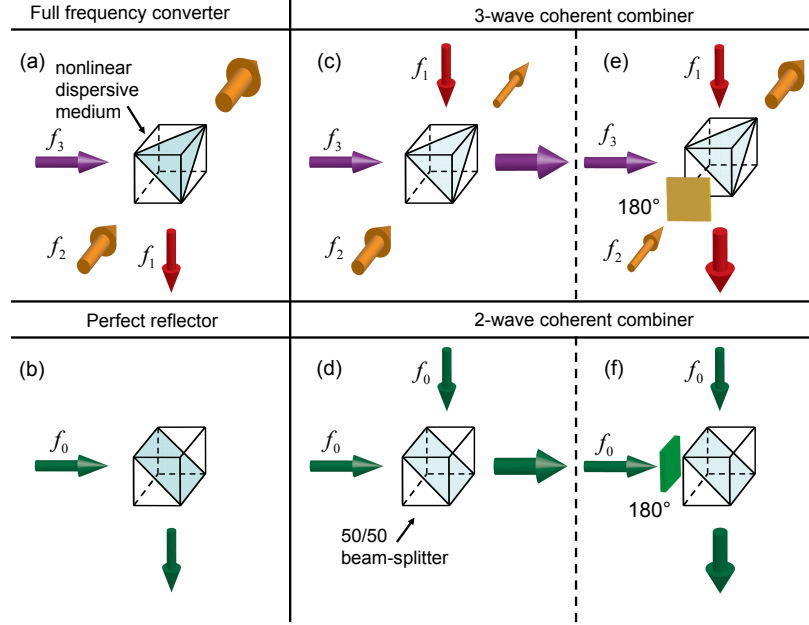 Full frequency converter
3-wave coherent combiner
(a)
nonlinear
dispersive
medium
f3
f2
f1
(c)
f1
f3
f2
(e)
f1
f3
180°
f2
Perfect reflector
2-wave coherent combiner
(b)
f0
(d)
f0
f0
50/50
beam-splitter
(f)
f0
f0
180°